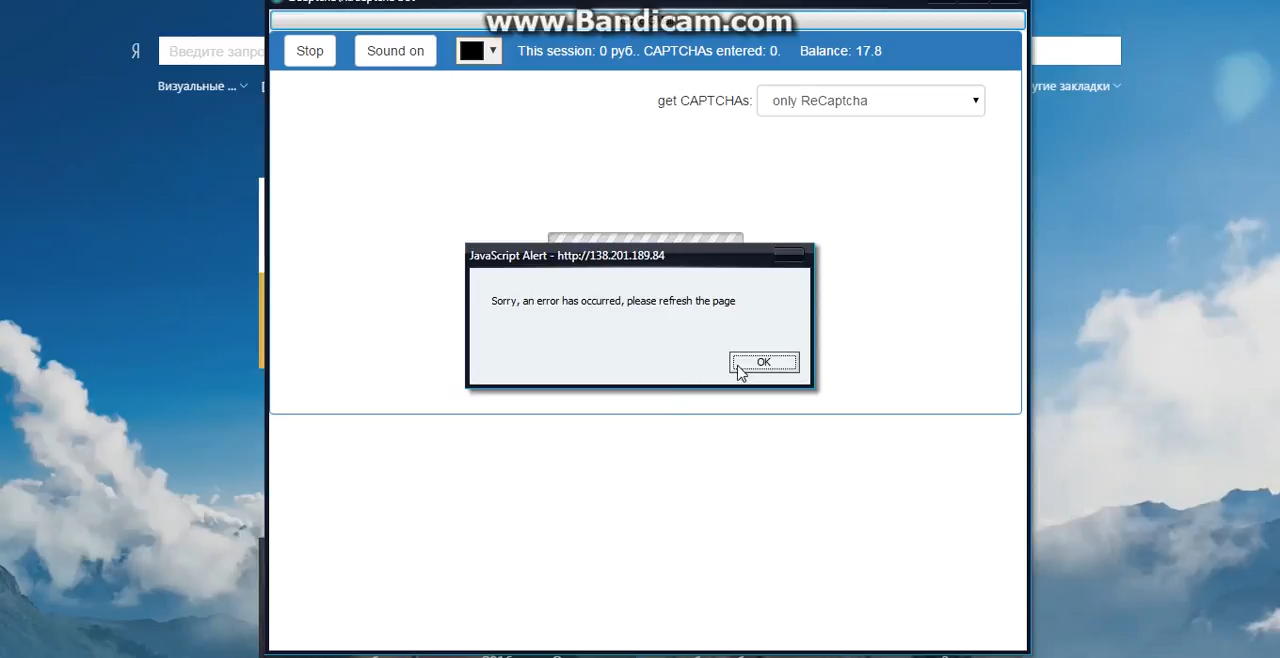 www.Bandicam.com
Я
Введите запро
Stop
Sound on
This session: 0 руб.. CAPTCHAs entered: 0.
Balance: 17.8
Визуальные ...
угие закладки
get CAPTCHAs:
only ReCaptcha
JavaScript Alert - http://138.201.189.84
Sorry, an error has occurred, please refresh the page
OK